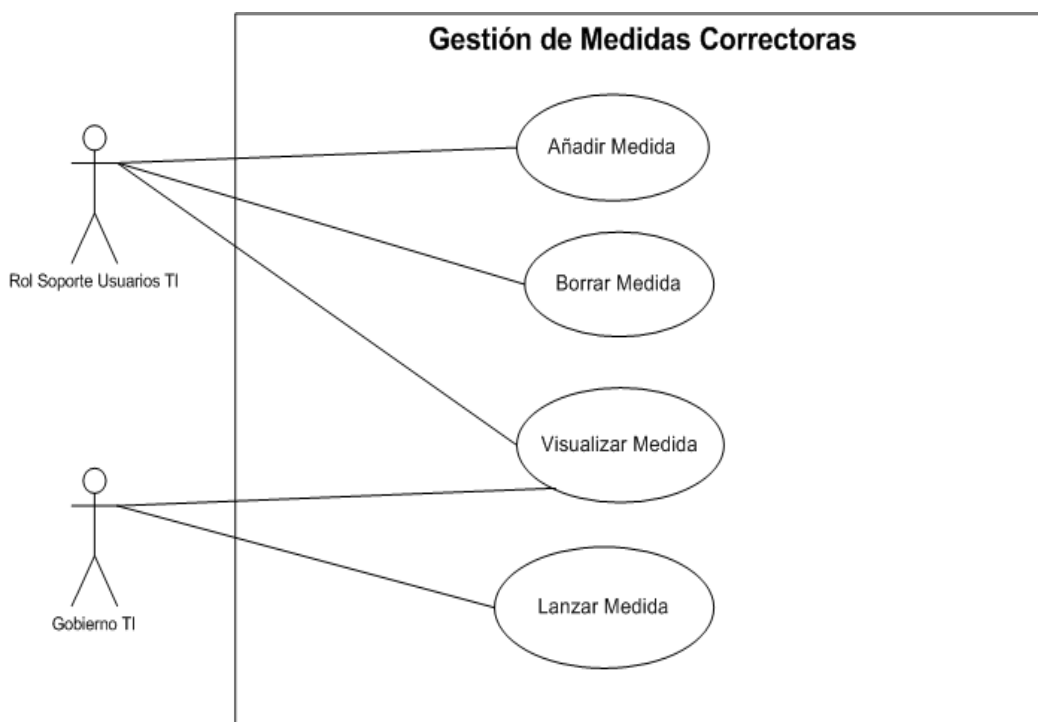 Gestión de Medidas Correctoras
Añadir Medida
Rol Soporte Usuarios TI
Borrar Medida
Visualizar Medida
Gobierno TI
Lanzar Medida